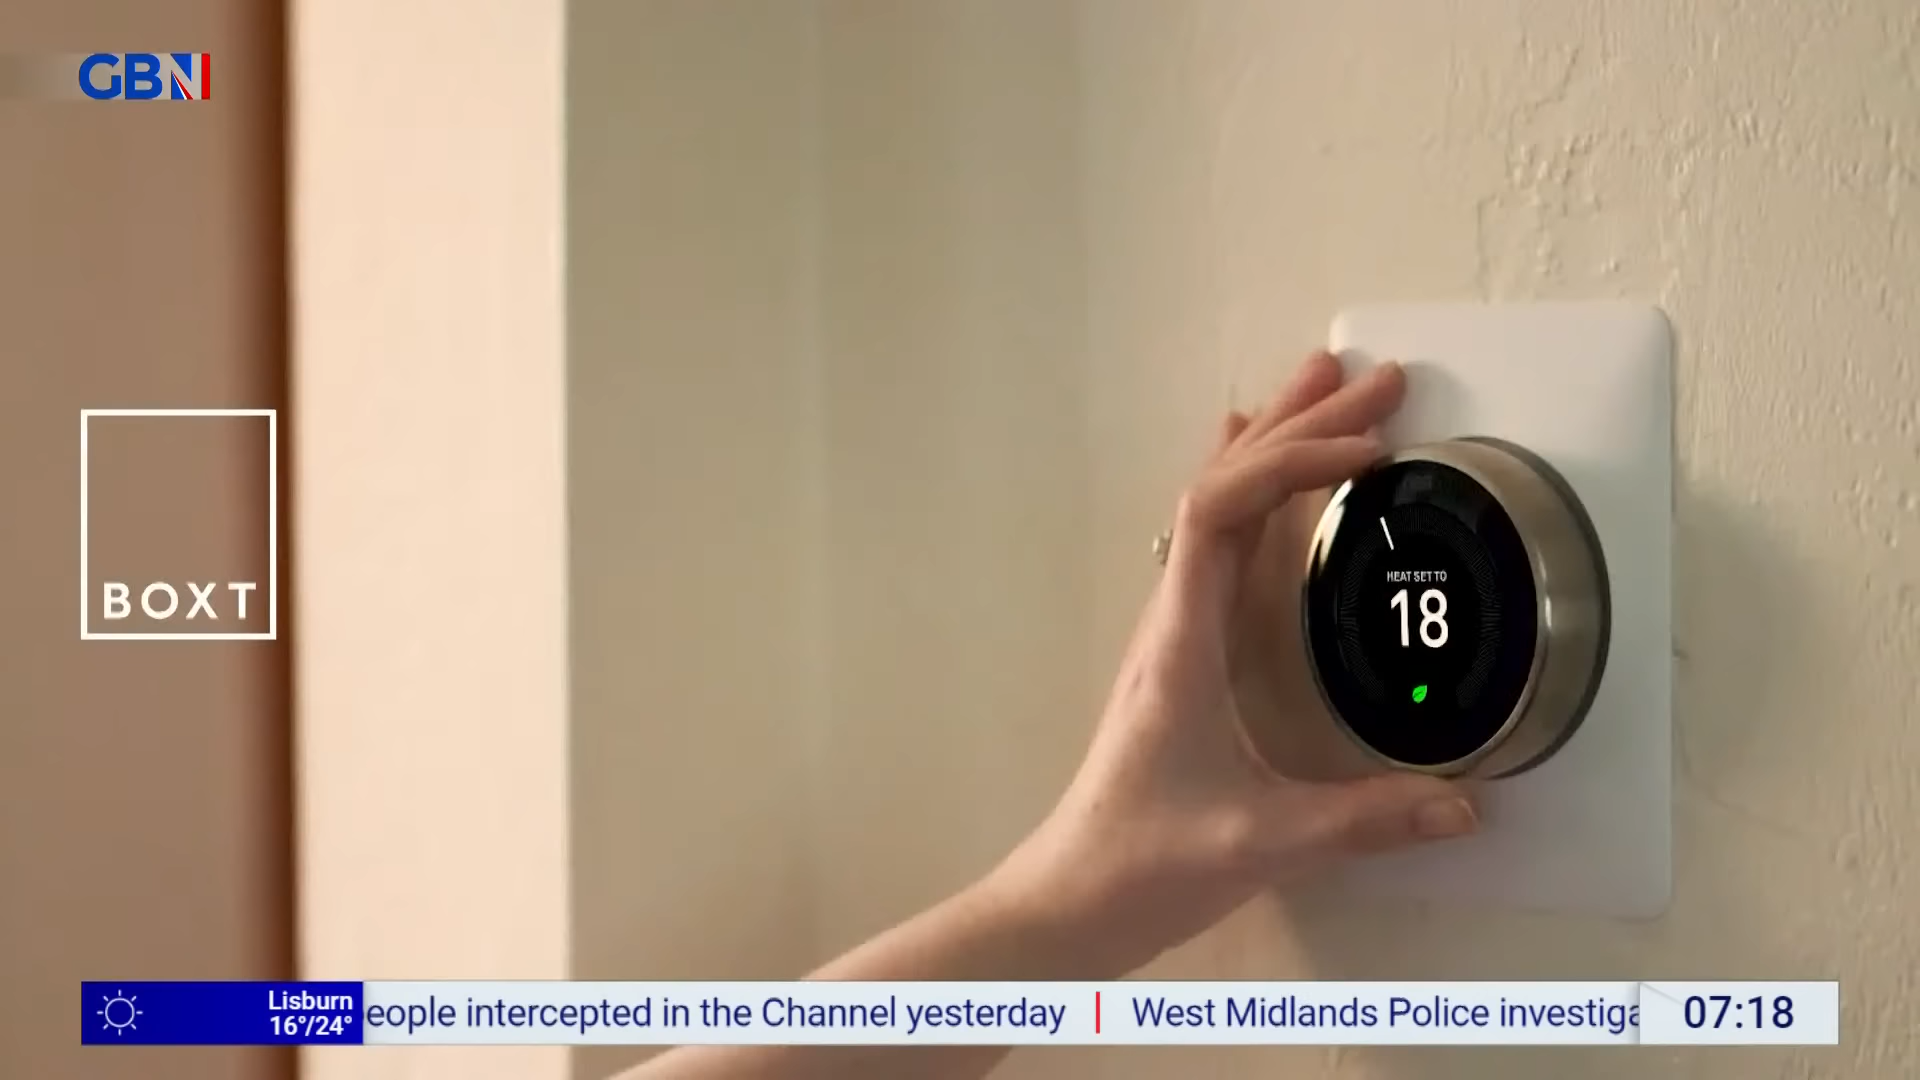 GBN
BOXT
HEAT SET TO
18
Lisburn
16°/24°
eople intercepted in the Channel yesterday
West Midlands Police investiga
07:18